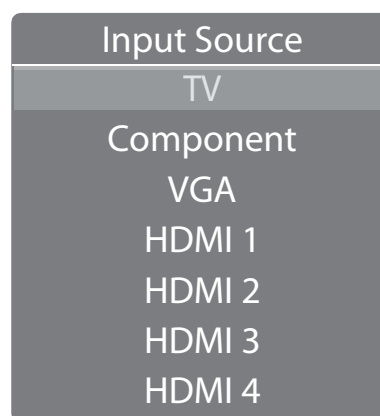 Input Source
TV
Component
VGA
HDMI 1
HDMI 2
HDMI 3
HDMI 4